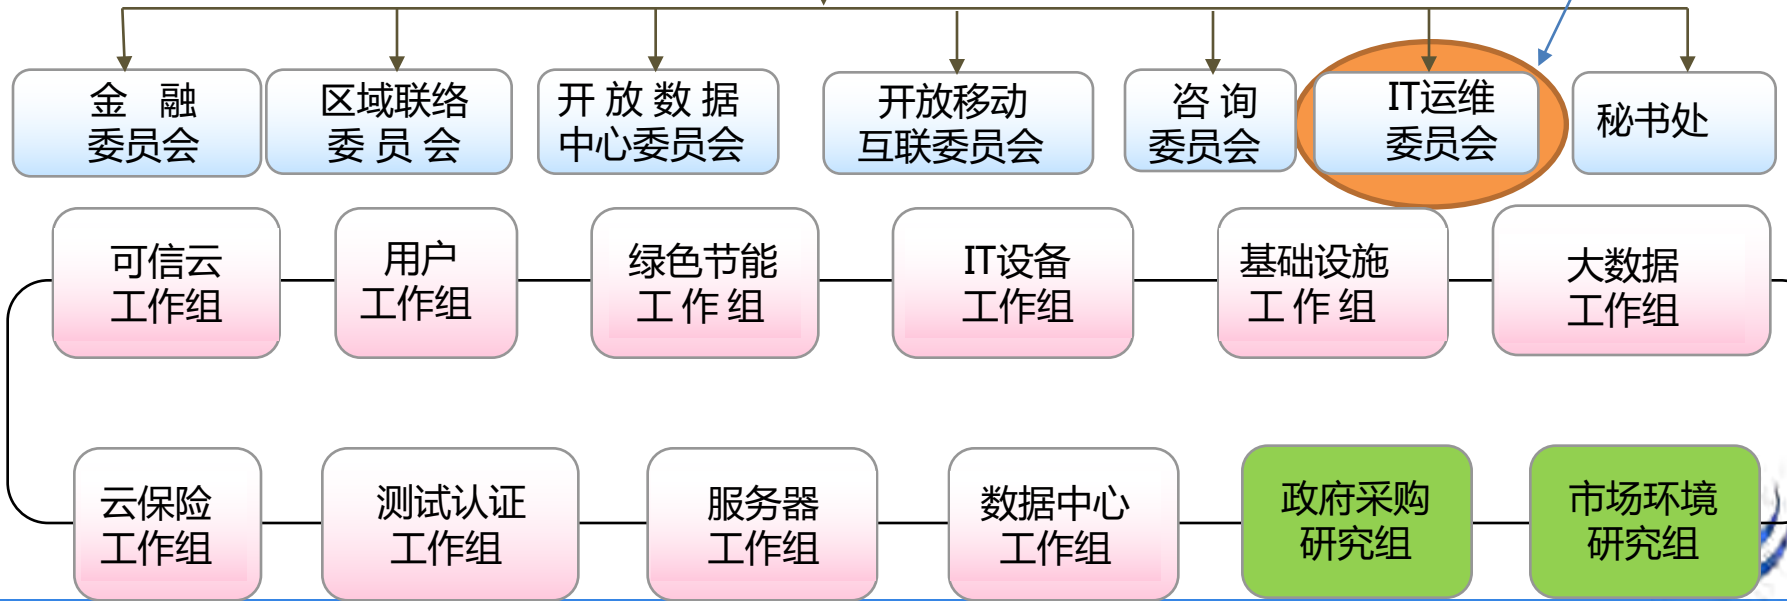 金 融
委员会
区域联络
委 员 会
开 放 数 据
中心委员会
开放移动
互联委员会
咨 询
委员会
IT运维
委员会
秘书处
可信云
工作组
用户
工作组
绿色节能
工 作 组
IT设备
工作组
基础设施
工 作 组
大数据
工作组
云保险
工作组
测试认证
工作组
服务器
工作组
数据中心
工作组
政府采购
研究组
市场环境
研究组